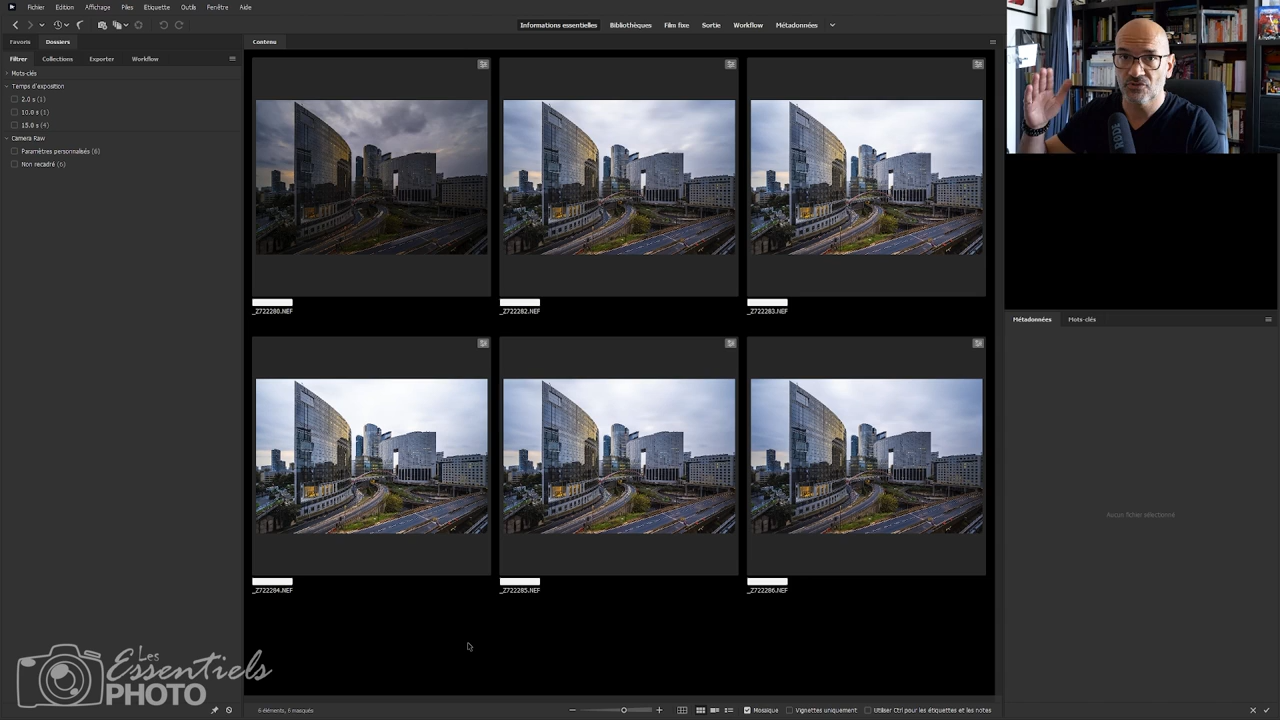 Fichier Edition Affichage Piles Etiquette Outils Fenêtre Aide
Informations essentielles Bibliothèques Film fixe Sortie Workflow Métadonnées
Favoris Dossiers
Contenu
Filtrer Collections Exporter Workflow
Mots-clés
Temps d'exposition
2.0 s (1)
10.0 s (1)
15.0 s (4)
Camera Raw
Paramètres personnalisés (6)
Non recadré (6)
_Z722280.NEF
_Z722282.NEF
_Z722283.NEF
_Z722284.NEF
_Z722285.NEF
_Z722286.NEF
Métadonnées Mots-clés
Aucun fichier sélectionné
Les
Essentiels
PHOTO
6 éléments, 6 masqués
Mosaïque Vignettes uniquement Utiliser Ctrl pour les étiquettes et les notes